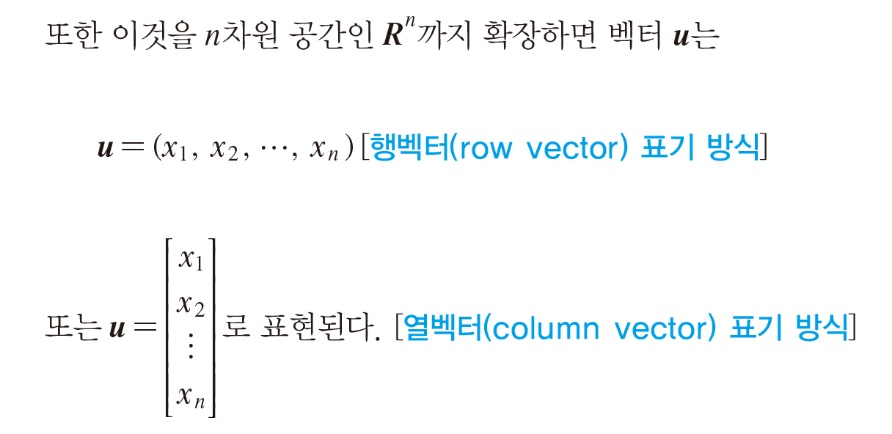 또한 이것을 n차원 공간인 Rⁿ까지 확장하면 벡터 u는
u = (x₁, x₂, ⋯, xₙ) [행벡터(row vector) 표기 방식]
또는 u = [x₁ x₂ ⋮ xₙ] 로 표현된다. [열벡터(column vector) 표기 방식]